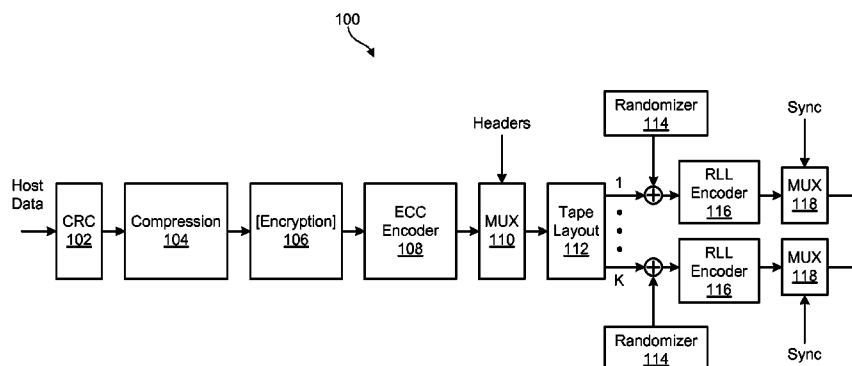 100
Host
Data
CRC
102
Compression
104
[Encryption]
106
ECC
Encoder
108
Headers
MUX
110
Tape
Layout
112
1
K
Randomizer
114
RLL
Encoder
116
Sync
MUX
118
RLL
Encoder
116
MUX
118
Randomizer
114
Sync